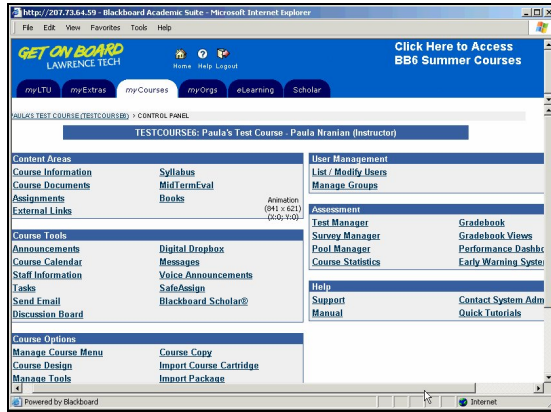 http://207.73.64.59 - Blackboard Academic Suite - Microsoft Internet Explorer
File Edit View Favorites Tools Help
GET ON BOARD
LAWRENCE TECH
Home Help Logout
Click Here to Access
BB6 Summer Courses
myLTU myExtras myCourses myOrgs eLearning Scholar
PAULA'S TEST COURSE (TESTCOURSE6) > CONTROL PANEL
TESTCOURSE6: Paula's Test Course - Paula Nranian (Instructor)
Content Areas
Course Information Syllabus
Course Documents MidTermEval
Assignments Books
External Links
Animation
(841 x 621)
(X:0; Y:0)
Course Tools
Announcements Digital Dropbox
Course Calendar Messages
Staff Information Voice Announcements
Tasks SafeAssign
Send Email Blackboard Scholar®
Discussion Board
Course Options
Manage Course Menu Course Copy
Course Design Import Course Cartridge
Manage Tools Import Package
User Management
List / Modify Users
Manage Groups
Assessment
Test Manager Gradebook
Survey Manager Gradebook Views
Pool Manager Performance Dashbo
Course Statistics Early Warning System
Help
Support Contact System Adm
Manual Quick Tutorials
Powered by Blackboard
Internet